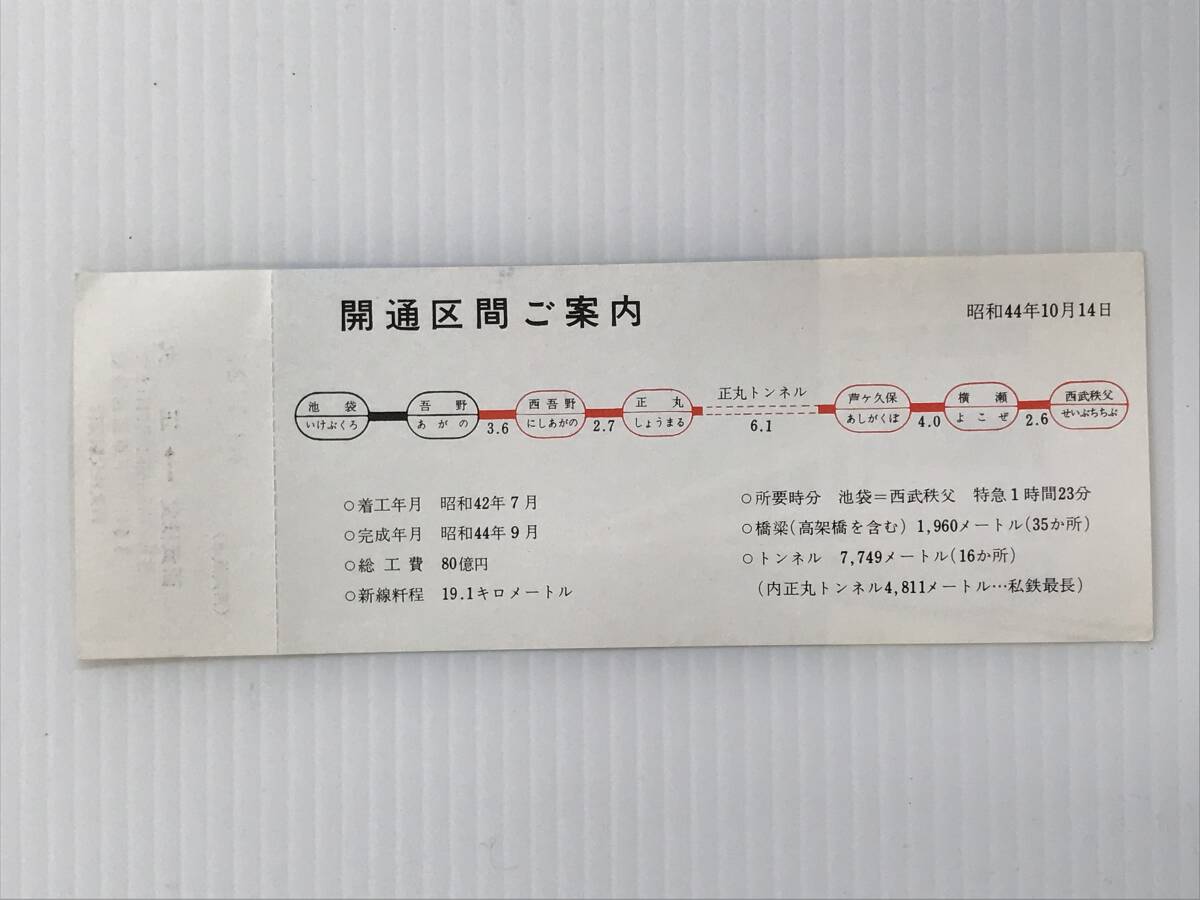 開通区間ご案内
昭和44年10月14日
池袋 吾野 西吾野 正丸 正丸トンネル 芦ヶ久保 横瀬 西武秩父
いけぶくろ あがの にしあがの しょうまる あしがくぼ よこぜ せいぶちちぶ
3.6 2.7 6.1 4.0 2.6
○着工年月 昭和42年7月
○完成年月 昭和44年9月
○総工費 80億円
○新線粁程 19.1キロメートル
○所要時分 池袋＝西武秩父 特急1時間23分
○橋梁(高架橋を含む) 1,960メートル(35か所)
○トンネル 7,749メートル(16か所)
(内正丸トンネル4,811メートル…私鉄最長)